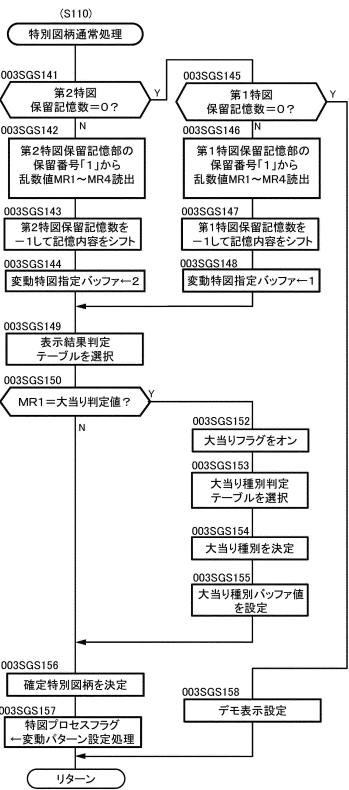 (S110)
特別図柄通常処理
003SGS141
第2特図
保留記憶数=0?
Y
N
003SGS145
第1特図
保留記憶数=0?
Y
N
003SGS142
第2特図保留記憶部の
保留番号「1」から
乱数値MR1～MR4読出
003SGS146
第1特図保留記憶部の
保留番号「1」から
乱数値MR1～MR4読出
003SGS143
第2特図保留記憶数を
－1して記憶内容をシフト
003SGS147
第1特図保留記憶数を
－1して記憶内容をシフト
003SGS144
変動特図指定バッファ←2
003SGS148
変動特図指定バッファ←1
003SGS149
表示結果判定
テーブルを選択
003SGS150
MR1=大当り判定値?
Y
N
003SGS152
大当りフラグをオン
003SGS153
大当り種別判定
テーブルを選択
003SGS154
大当り種別を決定
003SGS155
大当り種別バッファ値
を設定
003SGS156
確定特別図柄を決定
003SGS157
特図プロセスフラグ
←変動パターン設定処理
003SGS158
デモ表示設定
リターン